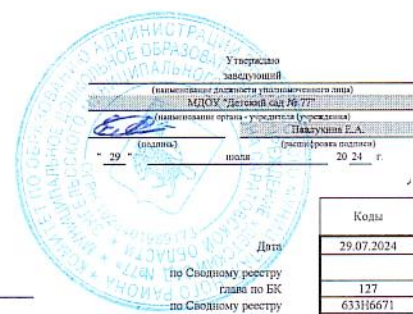 Утверждаю
заведующий
(наименование должности уполномоченного лица)
МДОУ "Детский сад № 77"
(наименование органа - учредителя (учреждения)
Павлухина Е.А.
(подпись) (расшифровка подписи)
" 29 " июля 20 24 г.
Коды
Дата 29.07.2024
по Сводному реестру
глава по БК 127
по Сводному реестру 633Н6671